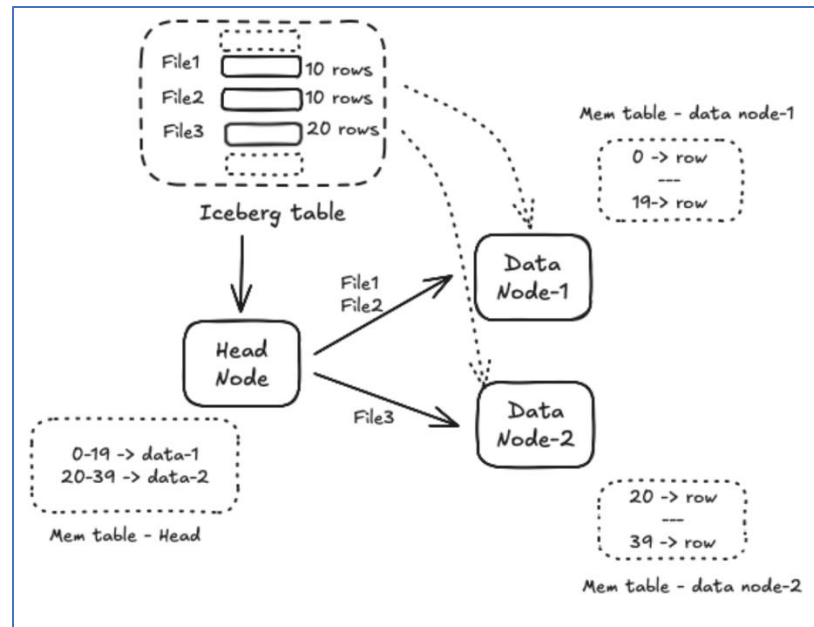 File1
10 rows
File2
10 rows
File3
20 rows
Iceberg table
Mem table - data node-1
0 -> row
---
19-> row
File1
File2
Data
Node-1
Head
Node
File3
Data
Node-2
0-19 -> data-1
20-39 -> data-2
Mem table - Head
20 -> row
---
39 -> row
Mem table - data node-2